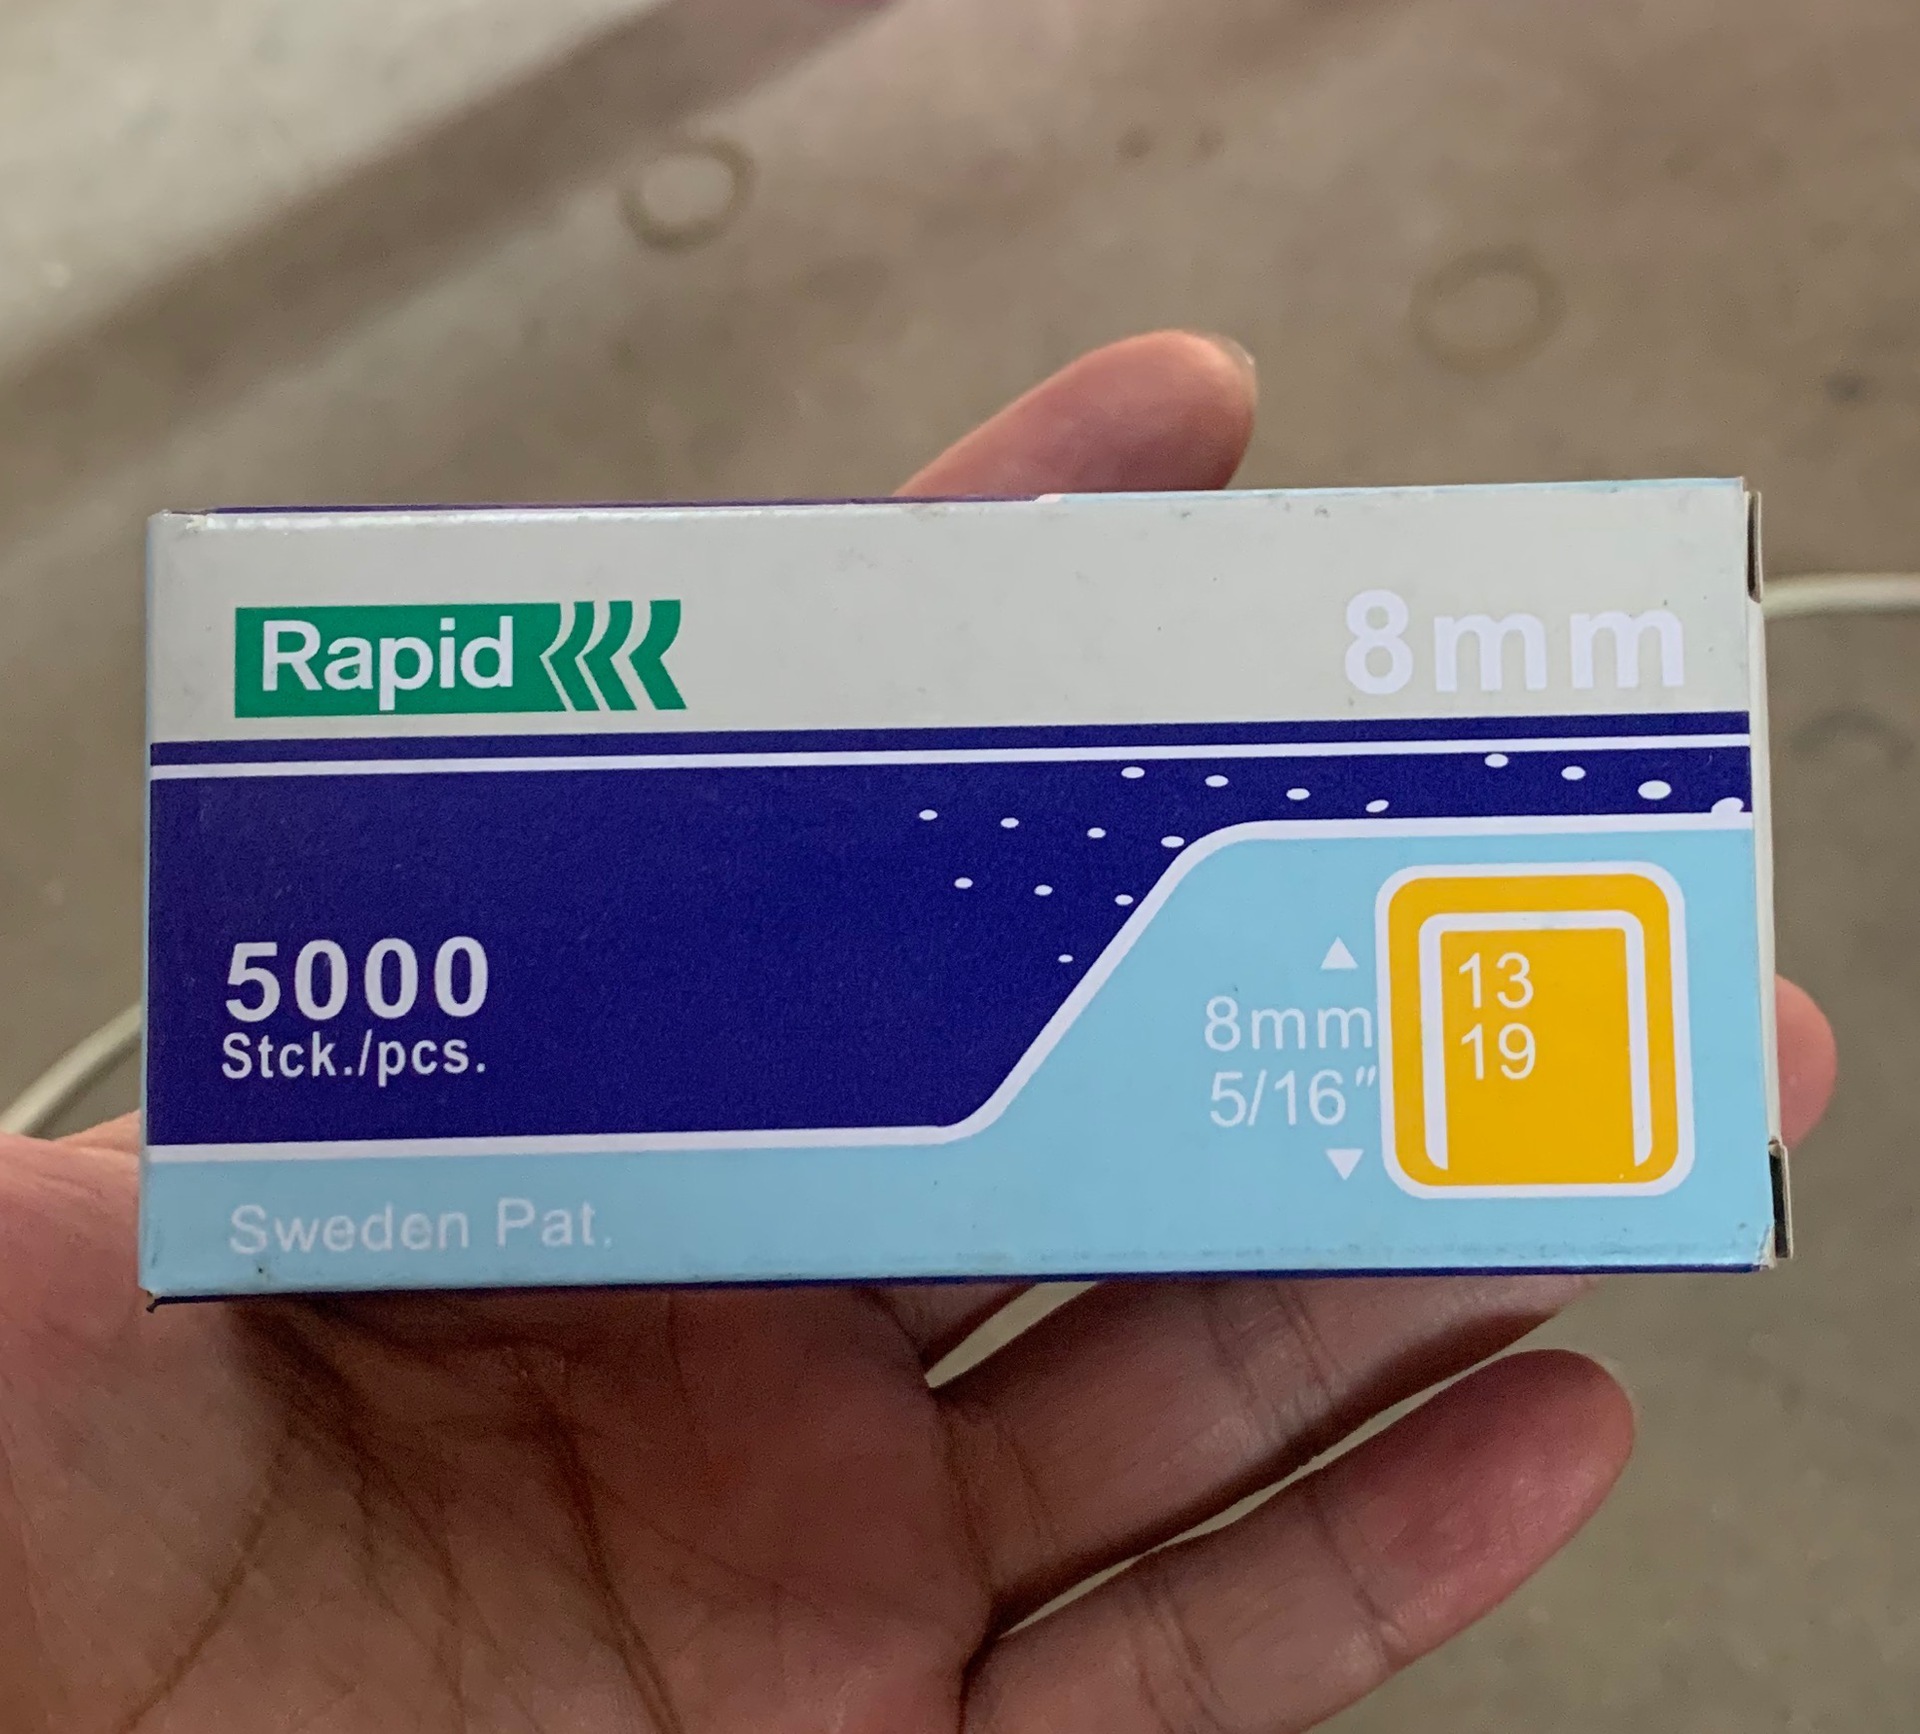 Rapid
8mm
5000
Stck./pcs.
8mm
5/16"
13
19
Sweden Pat.